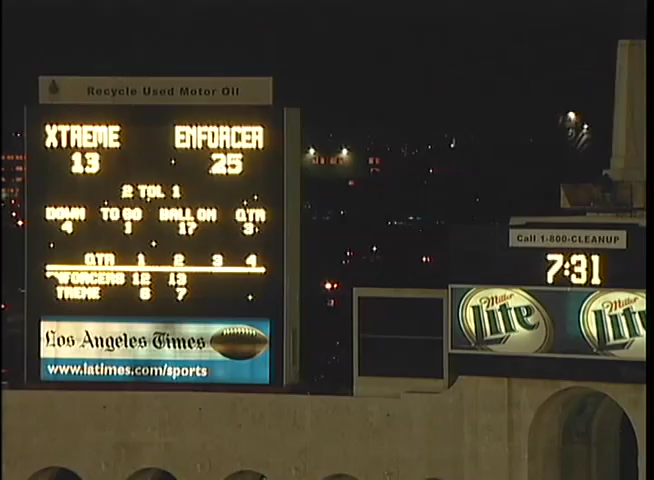 Recycle Used Motor Oil
XTREME ENFORCER
13 25
2 TOL 1
DOWN TO GO BALL ON QTR
4 1 17 3
QTR 1 2 3 4
NFORCERS 12 13
TREME 6 7
Los Angeles Times
www.latimes.com/sports
Call 1-800-CLEANUP
7:31
Miller Lite
Miller Lite